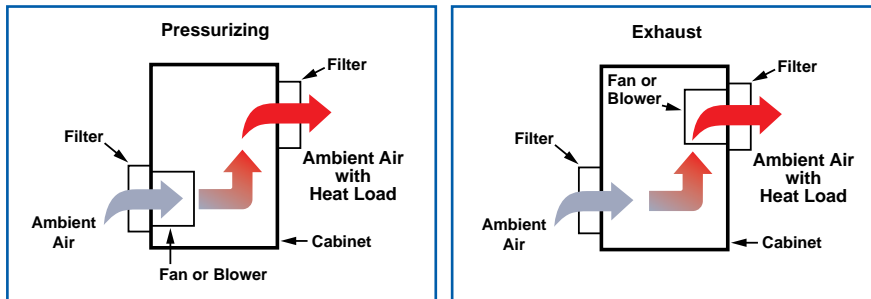 Pressurizing
Filter
Filter
Ambient Air
with
Heat Load
Ambient
Air
Cabinet
Fan or Blower
Exhaust
Fan or
Blower
Filter
Filter
Ambient Air
with
Heat Load
Ambient
Air
Cabinet